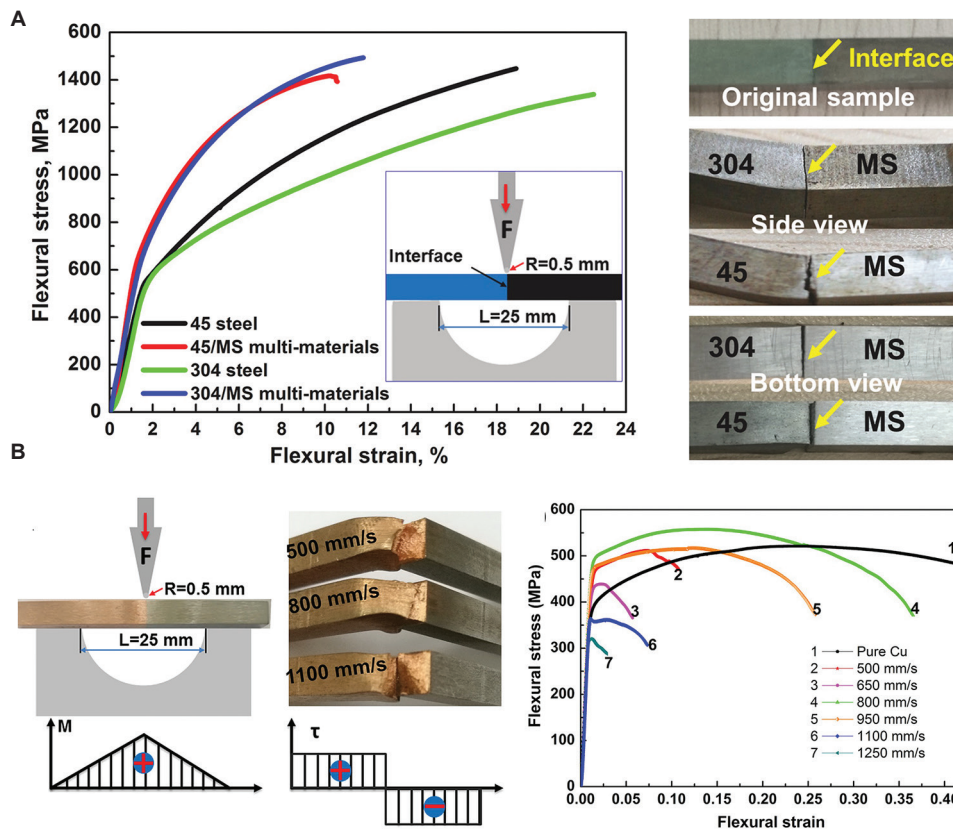 A
Flexural stress, MPa
1600
1400
1200
1000
800
600
400
200
0
0 2 4 6 8 10 12 14 16 18 20 22 24
Flexural strain, %
45 steel
45/MS multi-materials
304 steel
304/MS multi-materials
F
Interface
R=0.5 mm
L=25 mm
Interface
Original sample
304 MS
Side view
45 MS
304 MS
Bottom view
45 MS
B
F
R=0.5 mm
L=25 mm
M
500 mm/s
800 mm/s
1100 mm/s
τ
Flexural stress (MPa)
600
500
400
300
200
100
0
0.00 0.05 0.10 0.15 0.20 0.25 0.30 0.35 0.40
Flexural strain
1
2
3
4
5
6
7
1 Pure Cu
2 500 mm/s
3 650 mm/s
4 800 mm/s
5 950 mm/s
6 1100 mm/s
7 1250 mm/s